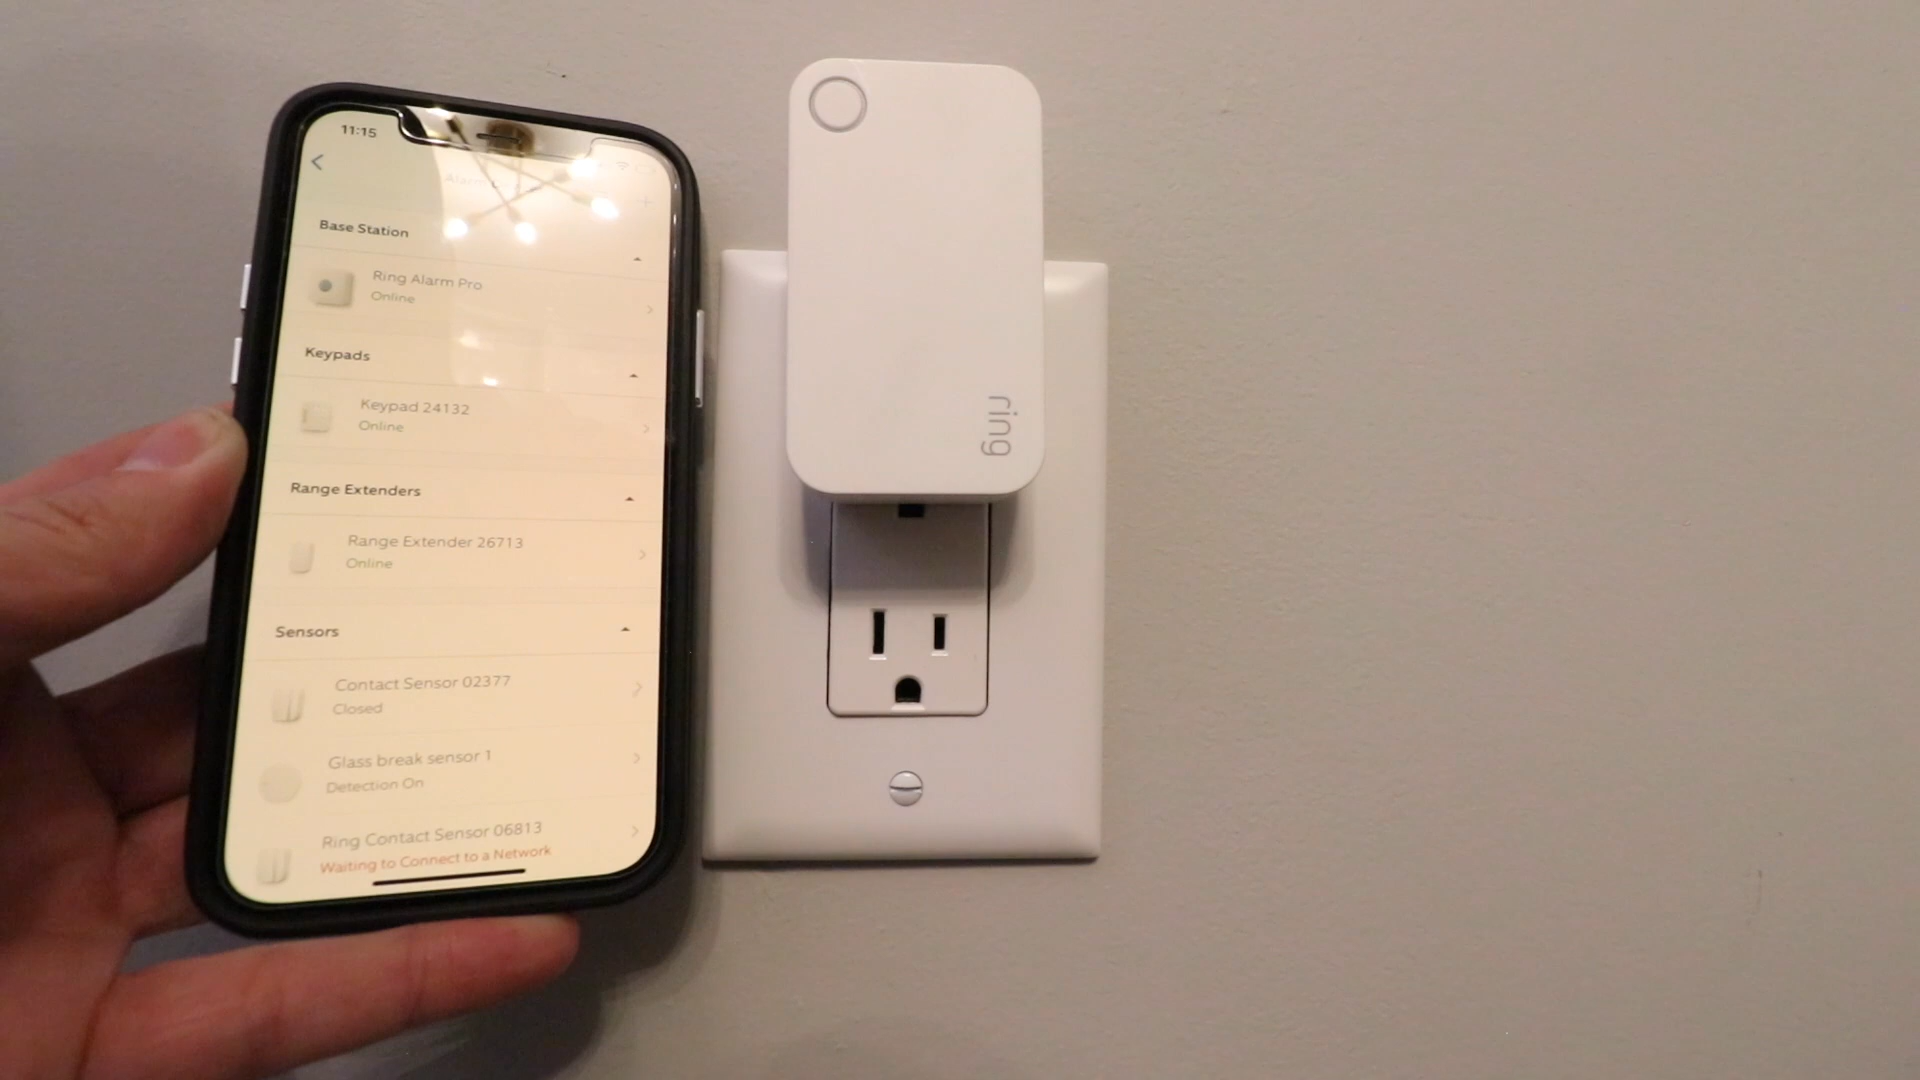 11:15
Alarm
Base Station
Ring Alarm Pro
Online
Keypads
Keypad 24132
Online
Range Extenders
Range Extender 26713
Online
Sensors
Contact Sensor 02377
Closed
Glass break sensor 1
Detection On
Ring Contact Sensor 06813
Waiting to Connect to a Network
ring